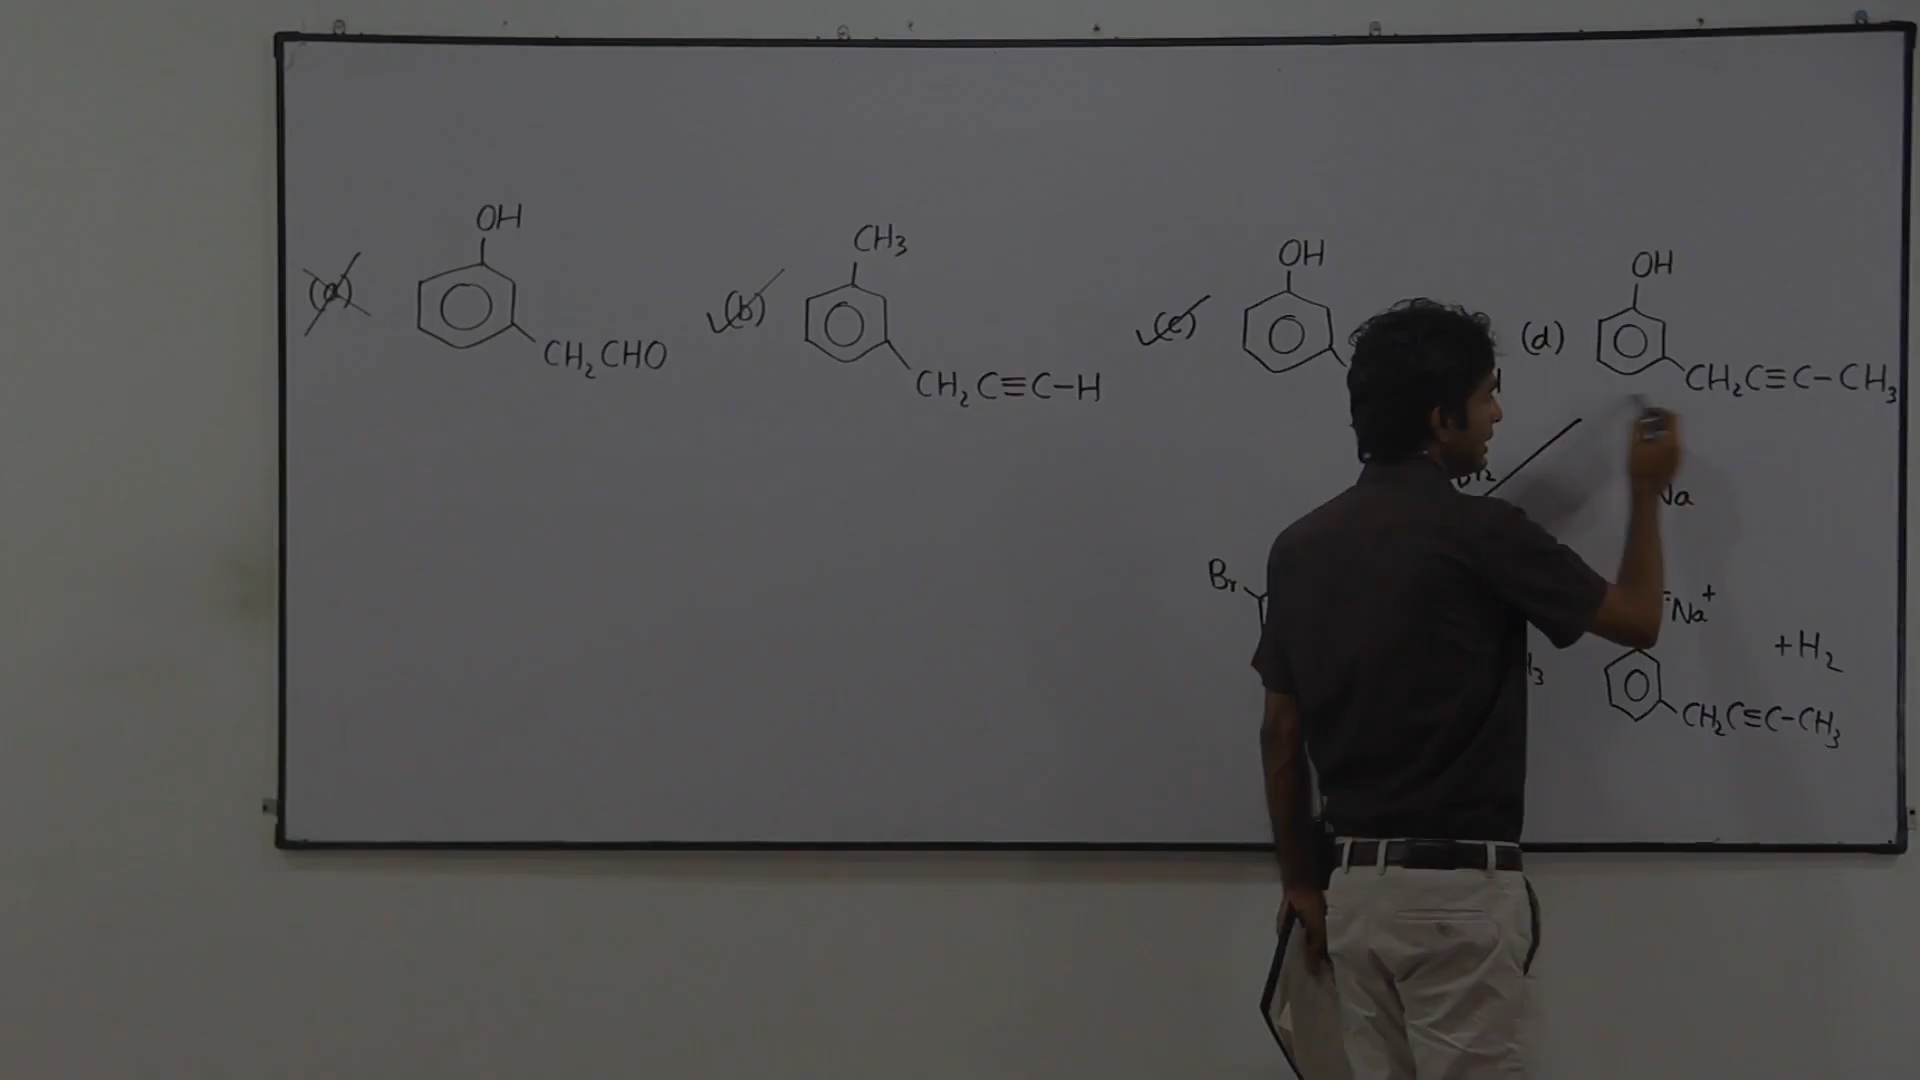 (a)
OH
CH₂CHO
(b)
CH₃
CH₂C≡C−H
(c)
OH
(d)
OH
CH₂C≡C−CH₃
Na
Br
Na⁺
+H₂
CH₂C≡C−CH₃